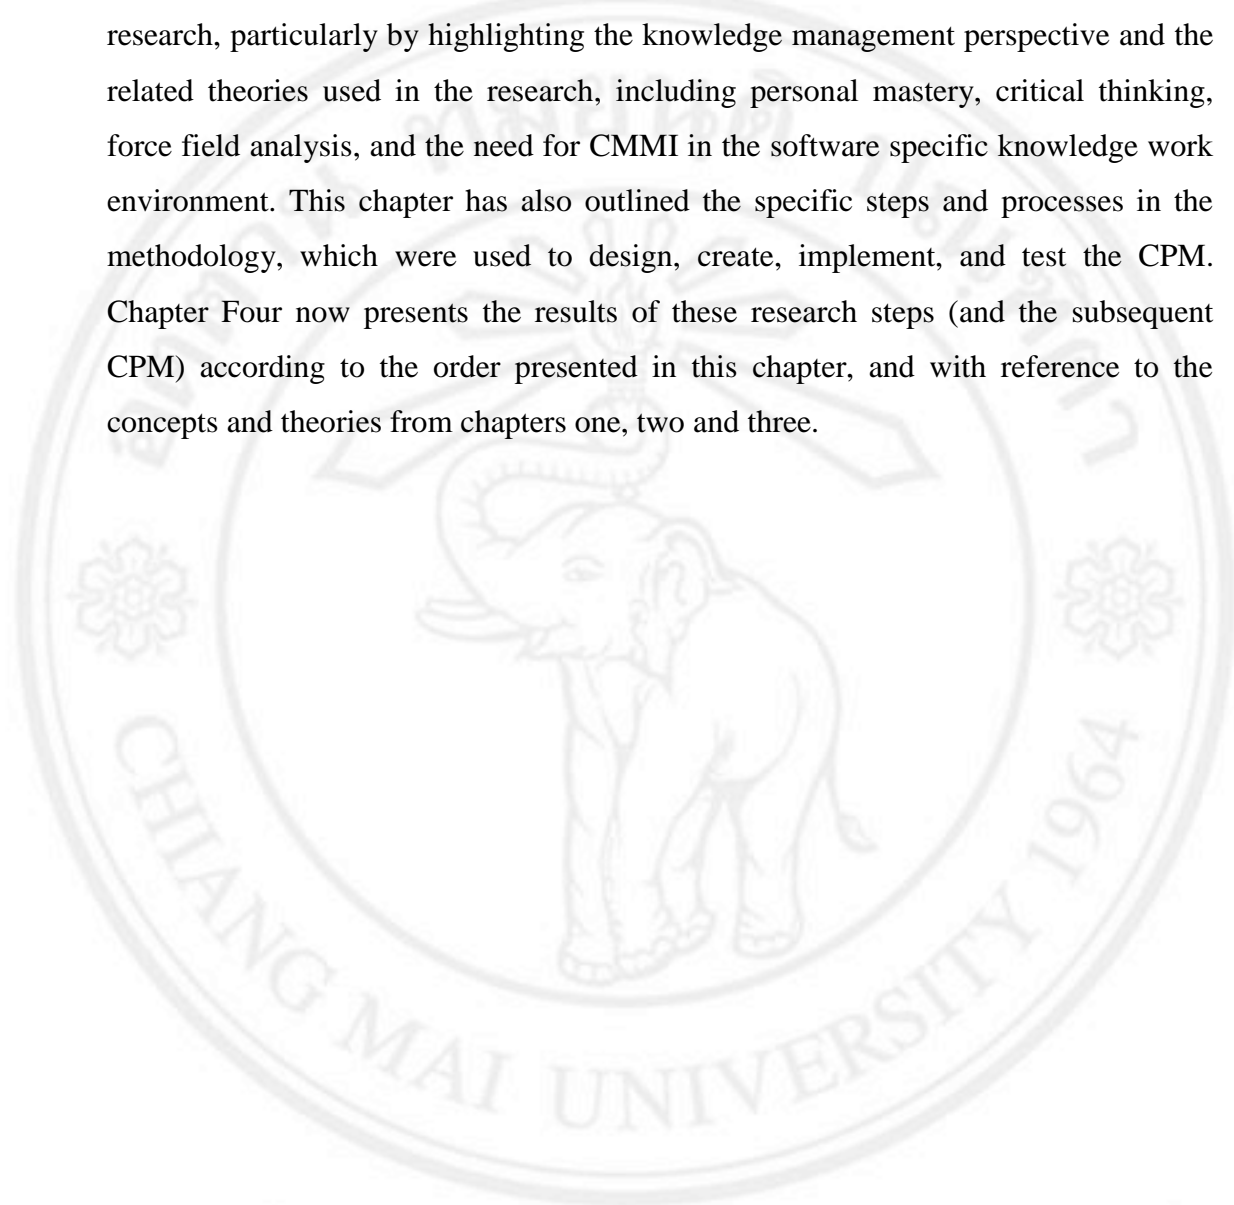 research, particularly by highlighting the knowledge management perspective and the
related theories used in the research, including personal mastery, critical thinking,
force field analysis, and the need for CMMI in the software specific knowledge work
environment. This chapter has also outlined the specific steps and processes in the
methodology, which were used to design, create, implement, and test the CPM.
Chapter Four now presents the results of these research steps (and the subsequent
CPM) according to the order presented in this chapter, and with reference to the
concepts and theories from chapters one, two and three.
CHIANG MAI UNIVERSITY 1964